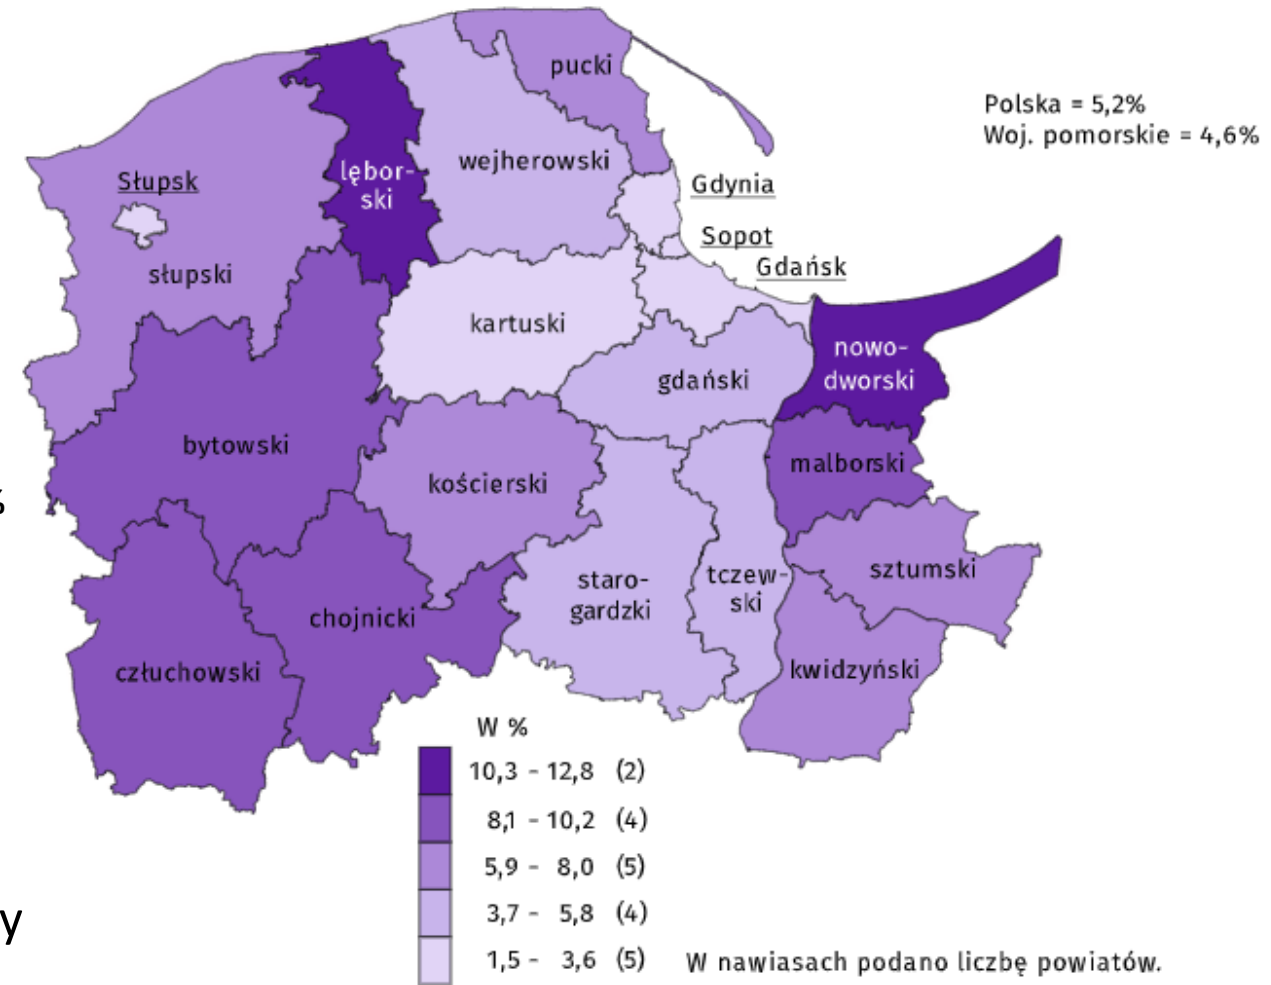 pucki
Polska = 5,2%
Woj. pomorskie = 4,6%
wejherowski
lębor-
ski
Słupsk
Gdynia
Sopot
Gdańsk
słupski
kartuski
nowo-
dworski
gdański
bytowski
malborski
kościerski
%
sztumski
staro-
gardzki
tczew-
ski
chojnicki
człuchowski
kwidzyński
W %
10,3 - 12,8 (2)
8,1 - 10,2 (4)
5,9 - 8,0 (5)
3,7 - 5,8 (4)
y
1,5 - 3,6 (5)
W nawiasach podano liczbę powiatów.